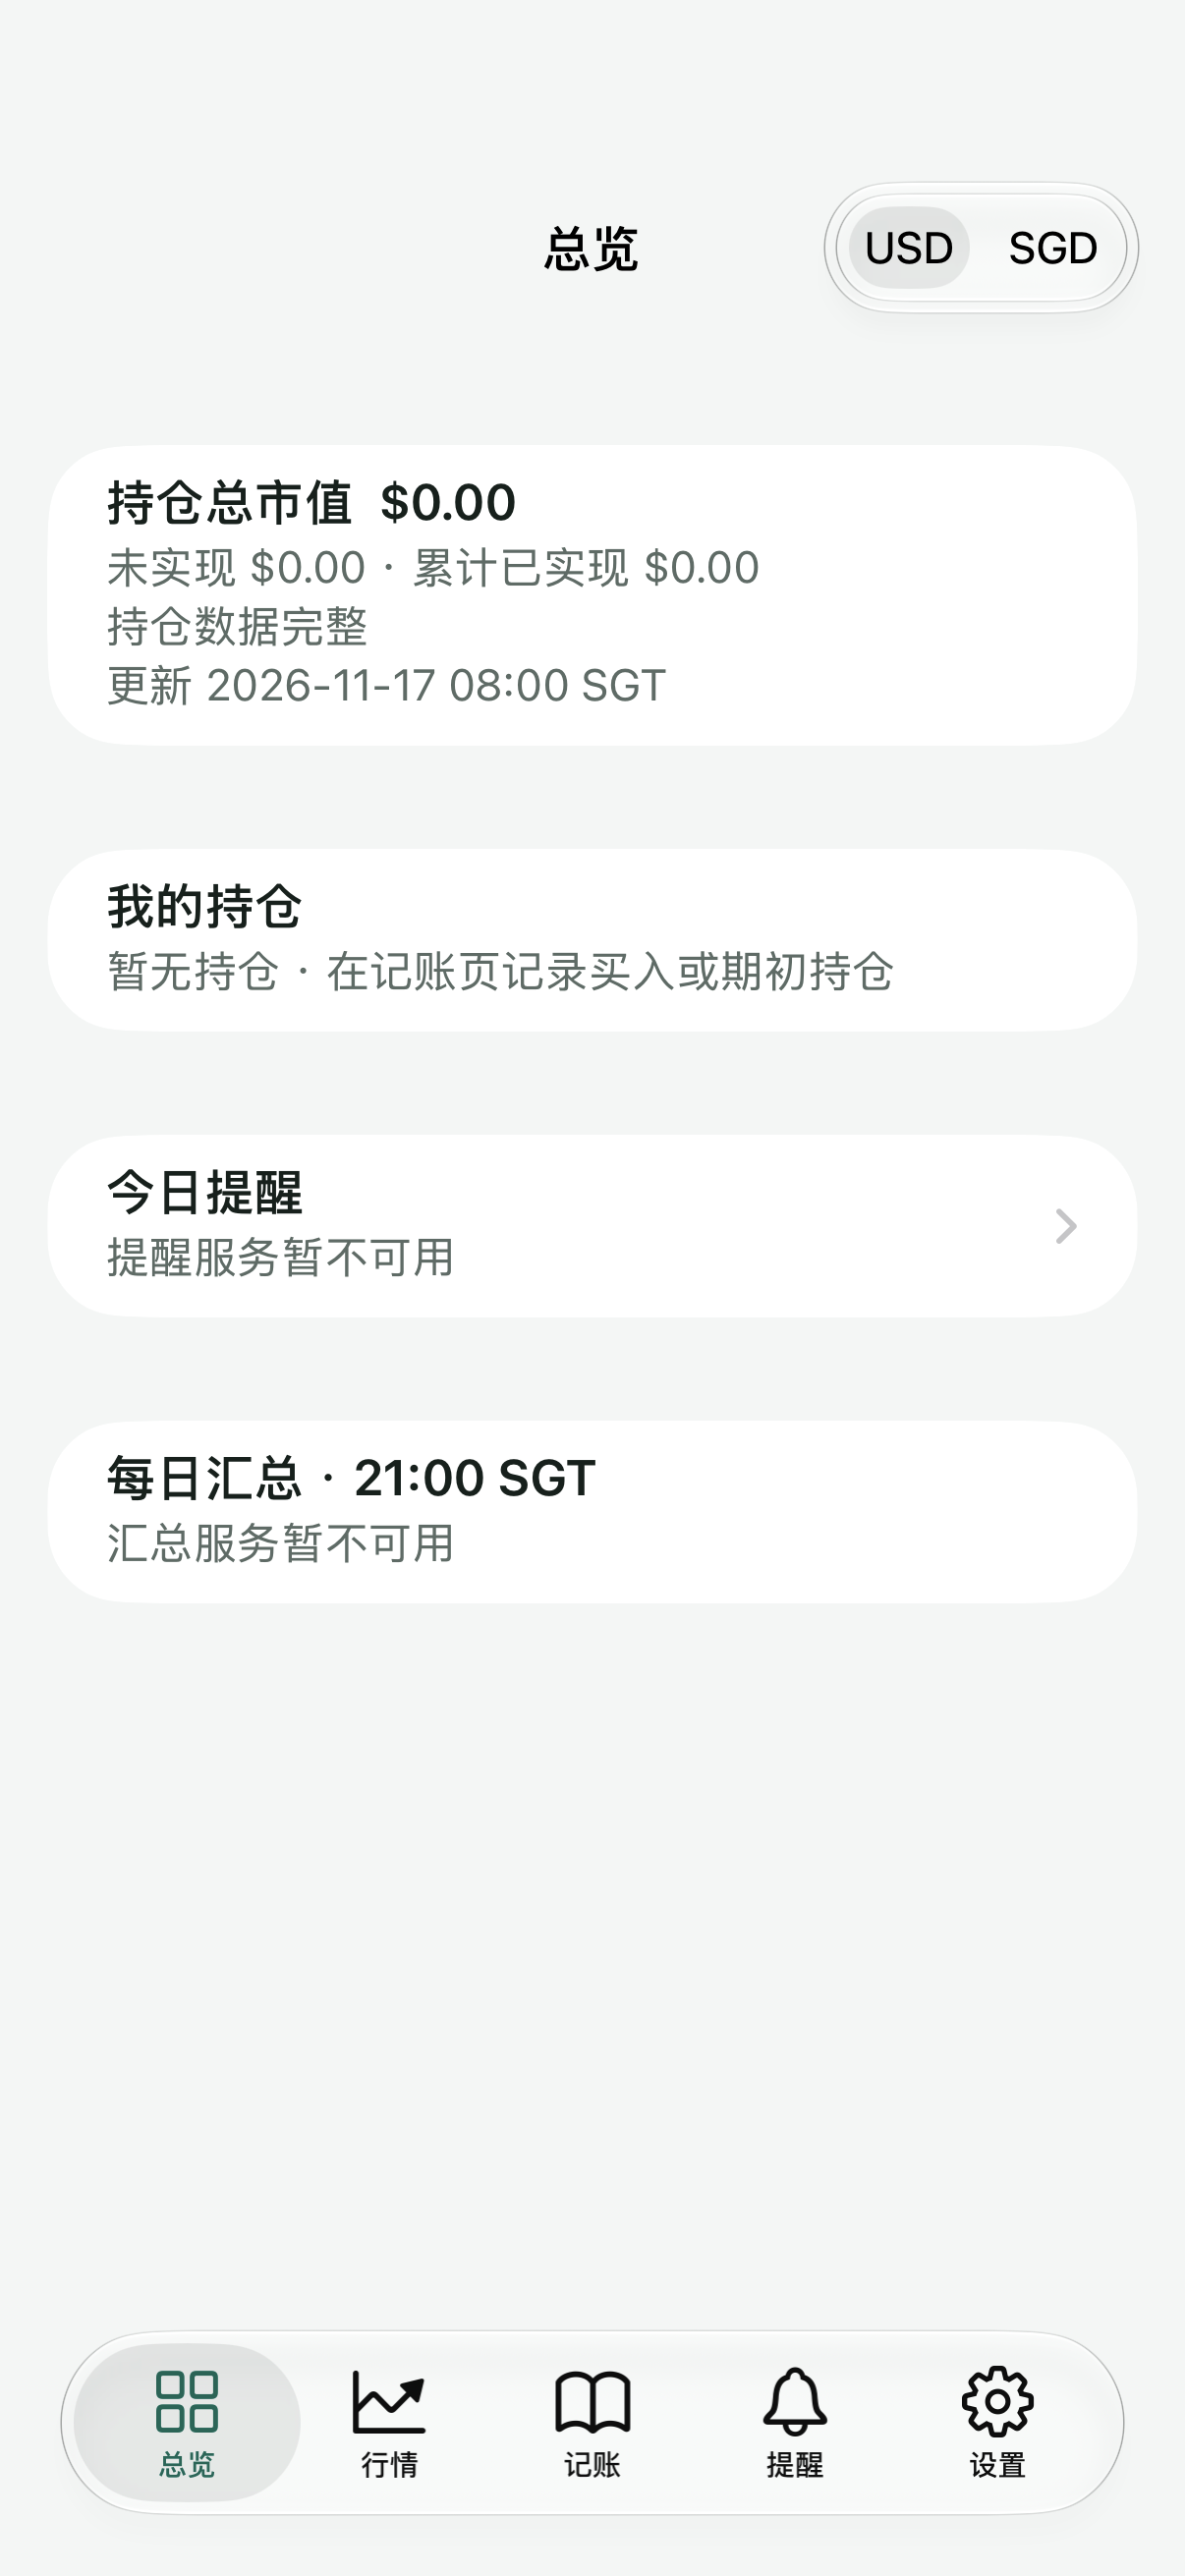 总览
USD SGD
持仓总市值 $0.00
未实现 $0.00 · 累计已实现 $0.00
持仓数据完整
更新 2026-11-17 08:00 SGT
我的持仓
暂无持仓 · 在记账页记录买入或期初持仓
今日提醒
提醒服务暂不可用
每日汇总 · 21:00 SGT
汇总服务暂不可用
总览 行情 记账 提醒 设置